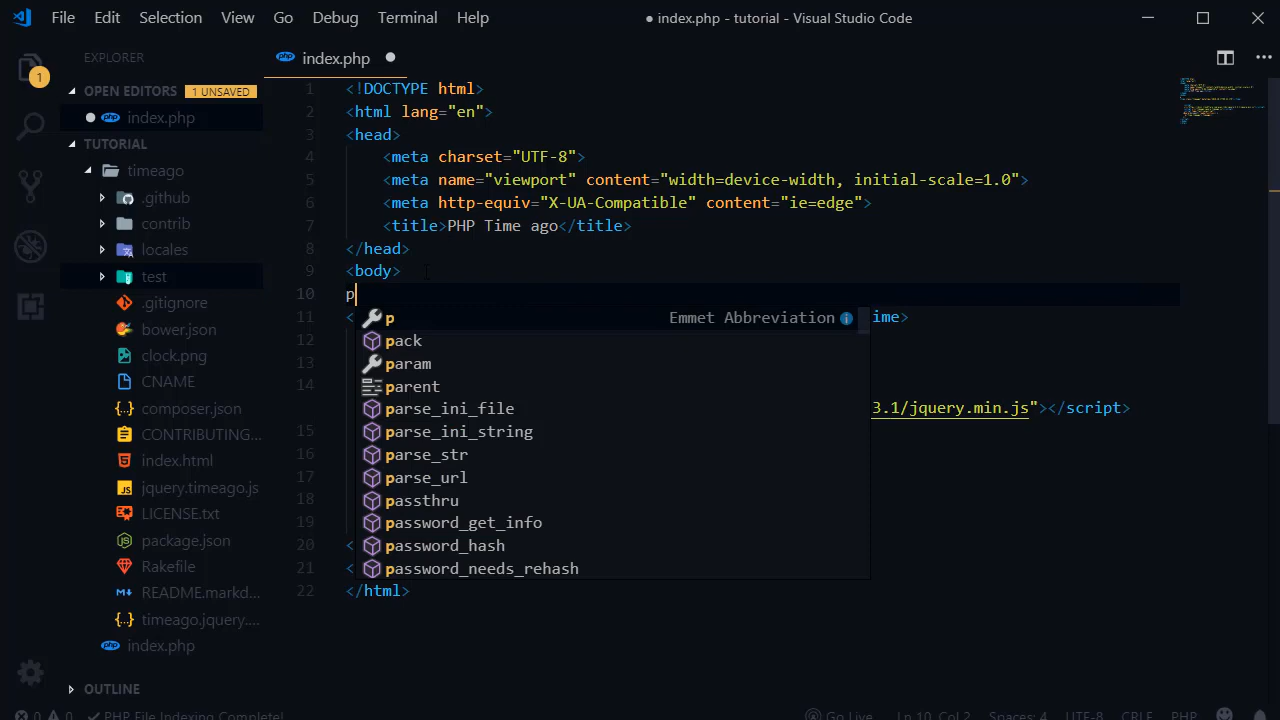 File Edit Selection View Go Debug Terminal Help
● index.php - tutorial - Visual Studio Code
EXPLORER
index.php
1
OPEN EDITORS 1 UNSAVED
index.php
TUTORIAL
timeago
.github
contrib
locales
test
.gitignore
bower.json
clock.png
CNAME
composer.json
CONTRIBUTING...
index.html
jquery.timeago.js
LICENSE.txt
package.json
Rakefile
README.markd...
timeago.jquery....
index.php
OUTLINE
1 <!DOCTYPE html>
2 <html lang="en">
3 <head>
4 <meta charset="UTF-8">
5 <meta name="viewport" content="width=device-width, initial-scale=1.0">
6 <meta http-equiv="X-UA-Compatible" content="ie=edge">
7 <title>PHP Time ago</title>
8 </head>
9 <body>
10 p
11 < ime>
12
13
14
3.1/jquery.min.js"></script>
15
16
17
18
19
20 <
21 <
22 </html>
p Emmet Abbreviation
pack
param
parent
parse_ini_file
parse_ini_string
parse_str
parse_url
passthru
password_get_info
password_hash
password_needs_rehash
0 0 PHP File Indexing Complete! Go Live Ln 10, Col 2 Spaces: 4 UTF-8 CRLF PHP